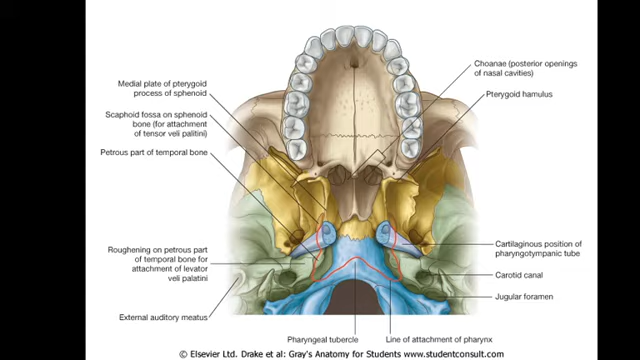 Choanae (posterior openings
of nasal cavities)
Medial plate of pterygoid
process of sphenoid
Pterygoid hamulus
Scaphoid fossa on sphenoid
bone (for attachment
of tensor veli palitini)
Petrous part of temporal bone
Roughening on petrous part
of temporal bone for
attachment of levator
veli palatini
Cartilaginous position of
pharyngotympanic tube
Carotid canal
Jugular foramen
External auditory meatus
Pharyngeal tubercle
Line of attachment of pharynx
© Elsevier Ltd. Drake et al: Gray's Anatomy for Students www.studentconsult.com